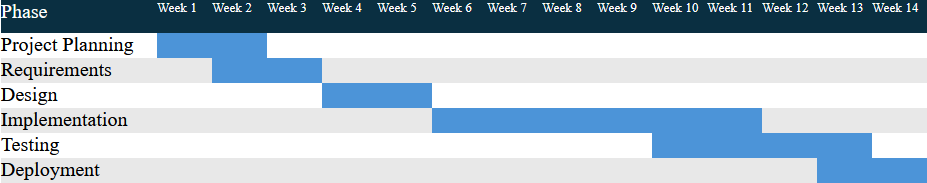 Phase Week 1 Week 2 Week 3 Week 4 Week 5 Week 6 Week 7 Week 8 Week 9 Week 10 Week 11 Week 12 Week 13 Week 14
Project Planning
Requirements
Design
Implementation
Testing
Deployment